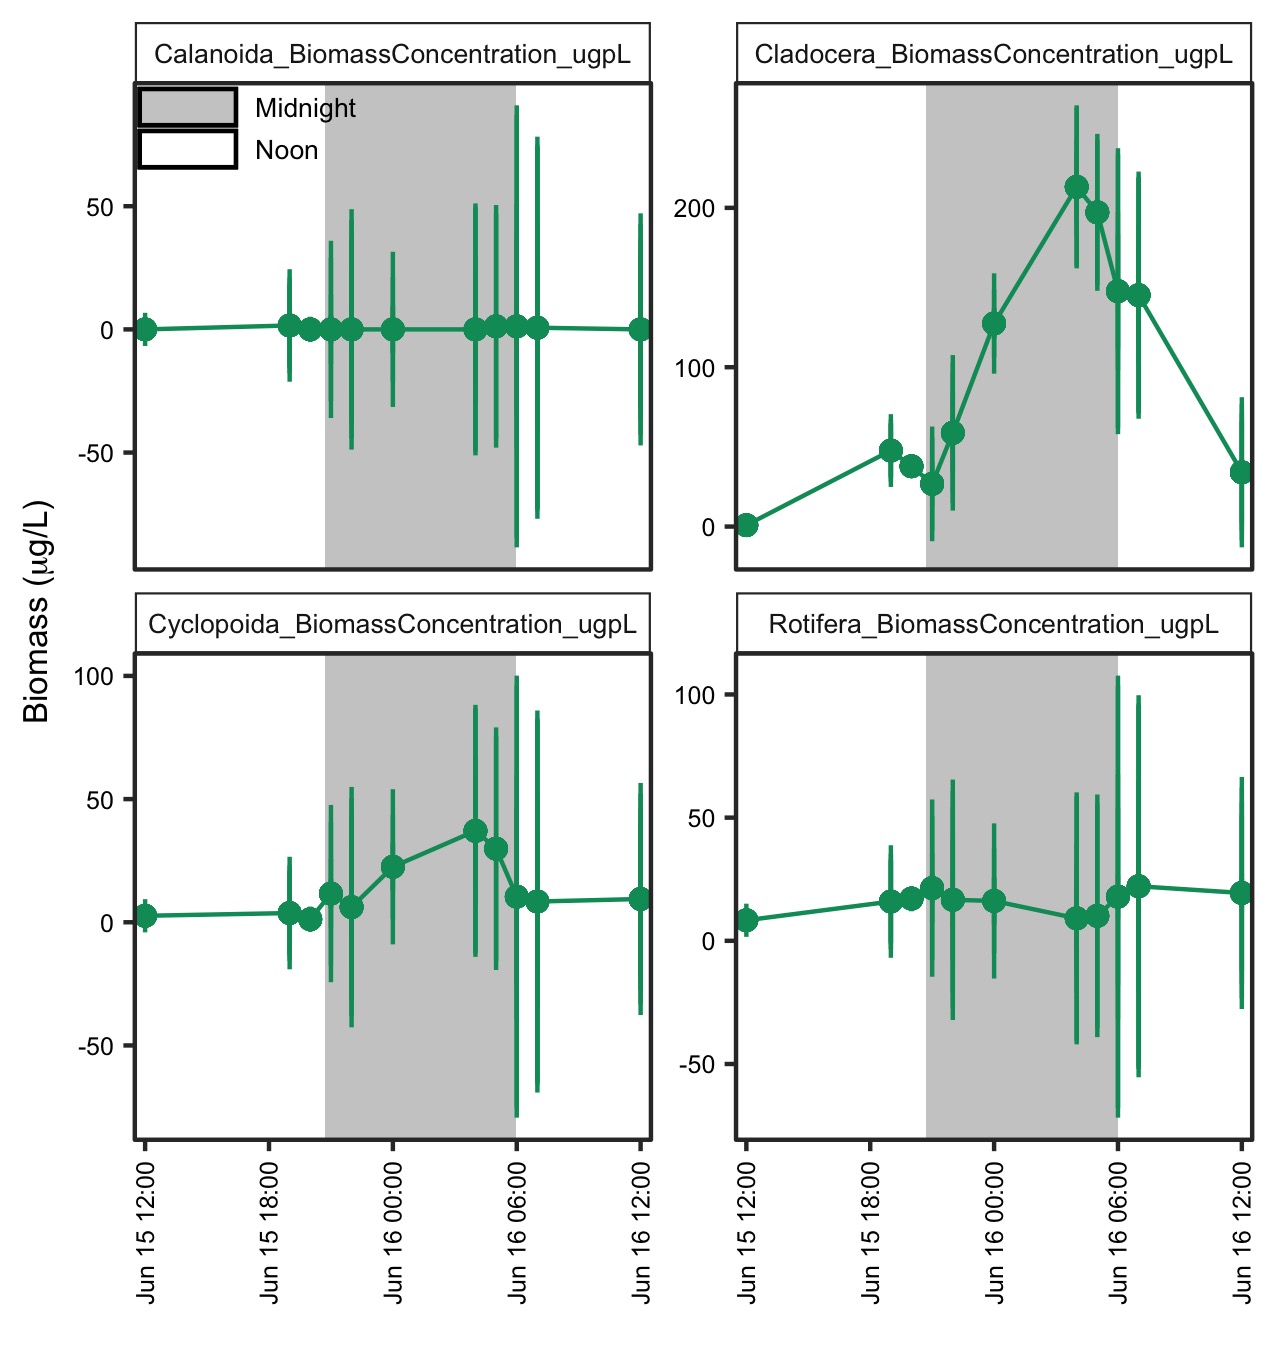 Calanoida_BiomassConcentration_ugpL
Cladocera_BiomassConcentration_ugpL
Midnight
Noon
50
0
-50
200
100
0
Biomass (μg/L)
Cyclopoida_BiomassConcentration_ugpL
Rotifera_BiomassConcentration_ugpL
100
50
0
-50
100
50
0
-50
Jun 15 12:00
Jun 15 18:00
Jun 16 00:00
Jun 16 06:00
Jun 16 12:00
Jun 15 12:00
Jun 15 18:00
Jun 16 00:00
Jun 16 06:00
Jun 16 12:00